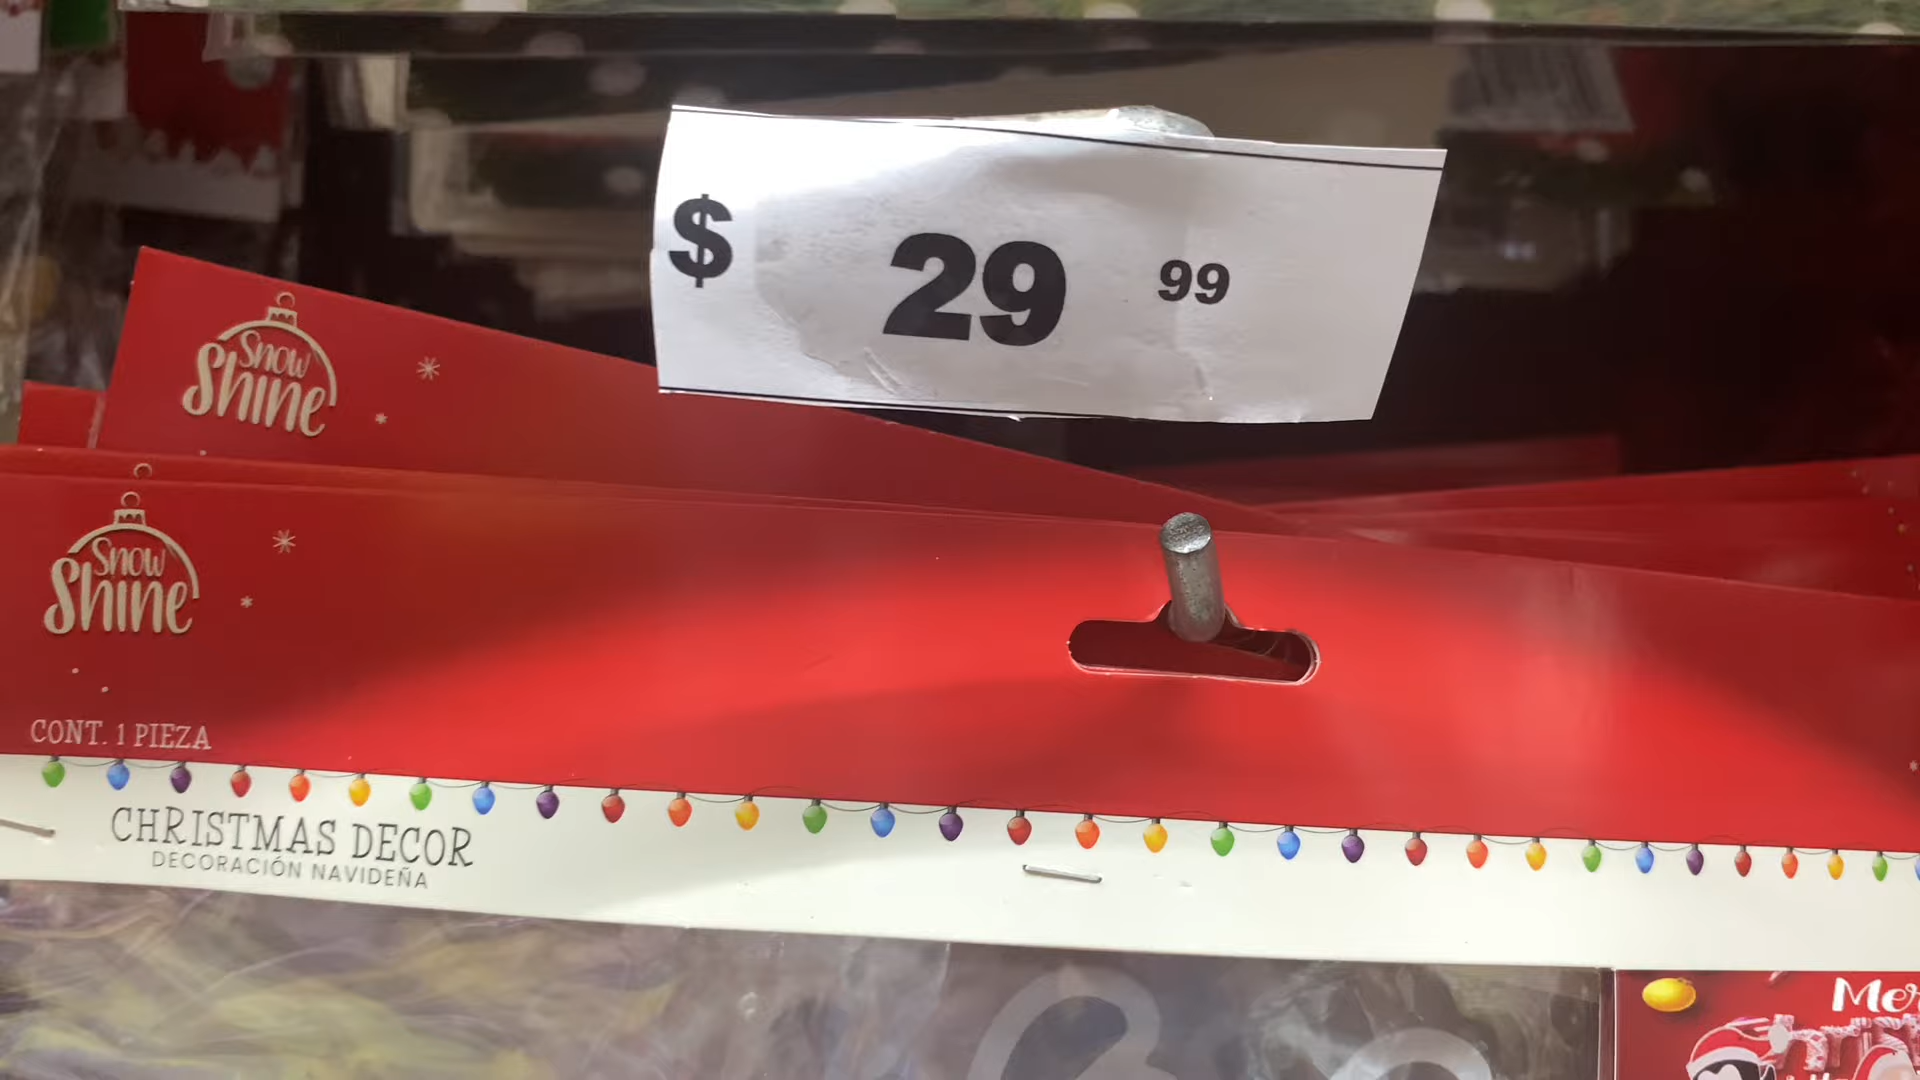 $ 29 99
Snow
Shine
Snow
Shine
CONT. 1 PIEZA
CHRISTMAS DECOR
DECORACIÓN NAVIDEÑA